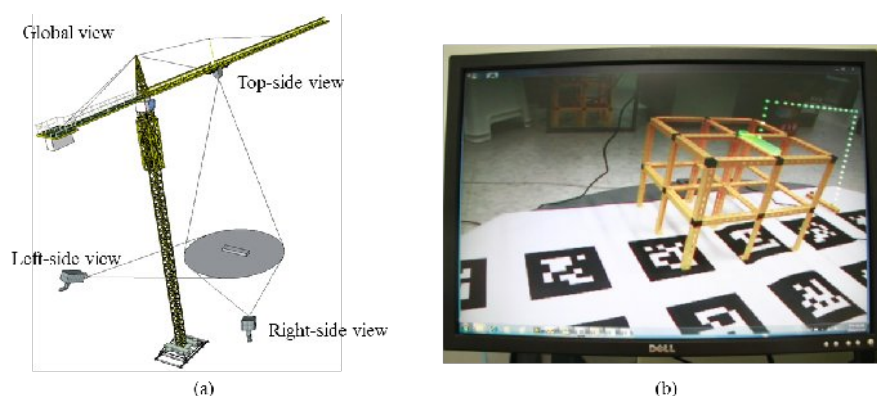 Global view
Top-side view
Left-side view
Right-side view
DELL
(a)
(b)